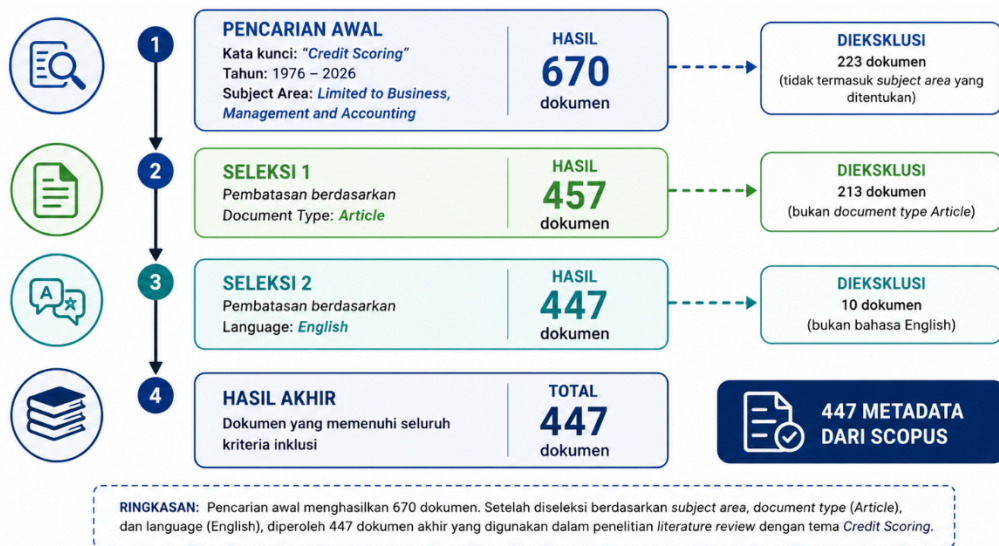 1
PENCARIAN AWAL
Kata kunci: "Credit Scoring"
Tahun: 1976 – 2026
Subject Area: Limited to Business,
Management and Accounting
HASIL
670
dokumen
DIEKSKLUSI
223 dokumen
(tidak termasuk subject area yang
ditentukan)
2
SELEKSI 1
Pembatasan berdasarkan
Document Type: Article
HASIL
457
dokumen
DIEKSKLUSI
213 dokumen
(bukan document type Article)
A
3
SELEKSI 2
Pembatasan berdasarkan
Language: English
HASIL
447
dokumen
DIEKSKLUSI
10 dokumen
(bukan bahasa English)
4
HASIL AKHIR
Dokumen yang memenuhi seluruh
kriteria inklusi
TOTAL
447
dokumen
447 METADATA
DARI SCOPUS
RINGKASAN: Pencarian awal menghasilkan 670 dokumen. Setelah diseleksi berdasarkan subject area, document type (Article),
dan language (English), diperoleh 447 dokumen akhir yang digunakan dalam penelitian literature review dengan tema Credit Scoring.